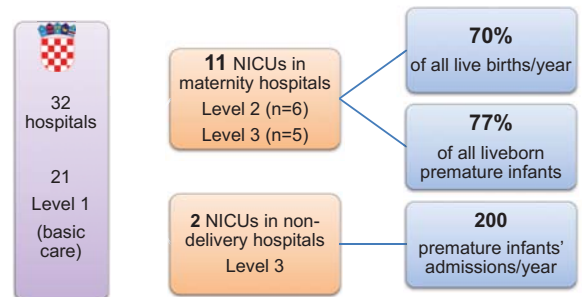 32
hospitals
21
Level 1
(basic
care)
11 NICUs in
maternity hospitals
Level 2 (n=6)
Level 3 (n=5)
70%
of all live births/year
77%
of all liveborn
premature infants
2 NICUs in non-
delivery hospitals
Level 3
200
premature infants’
admissions/year